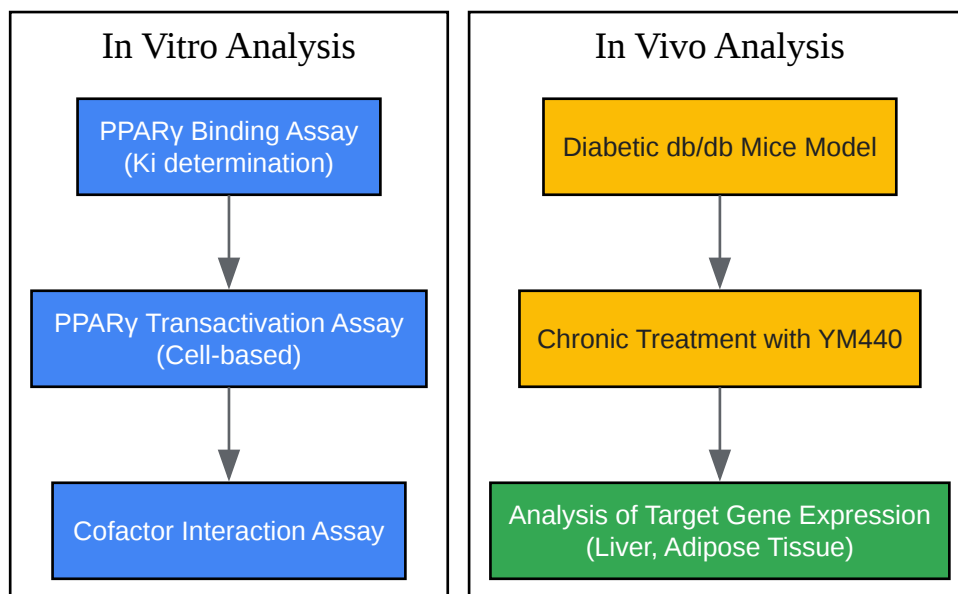 In Vitro Analysis
PPARγ Binding Assay
(Ki determination)
PPARγ Transactivation Assay
(Cell-based)
Cofactor Interaction Assay
In Vivo Analysis
Diabetic db/db Mice Model
Chronic Treatment with YM440
Analysis of Target Gene Expression
(Liver, Adipose Tissue)